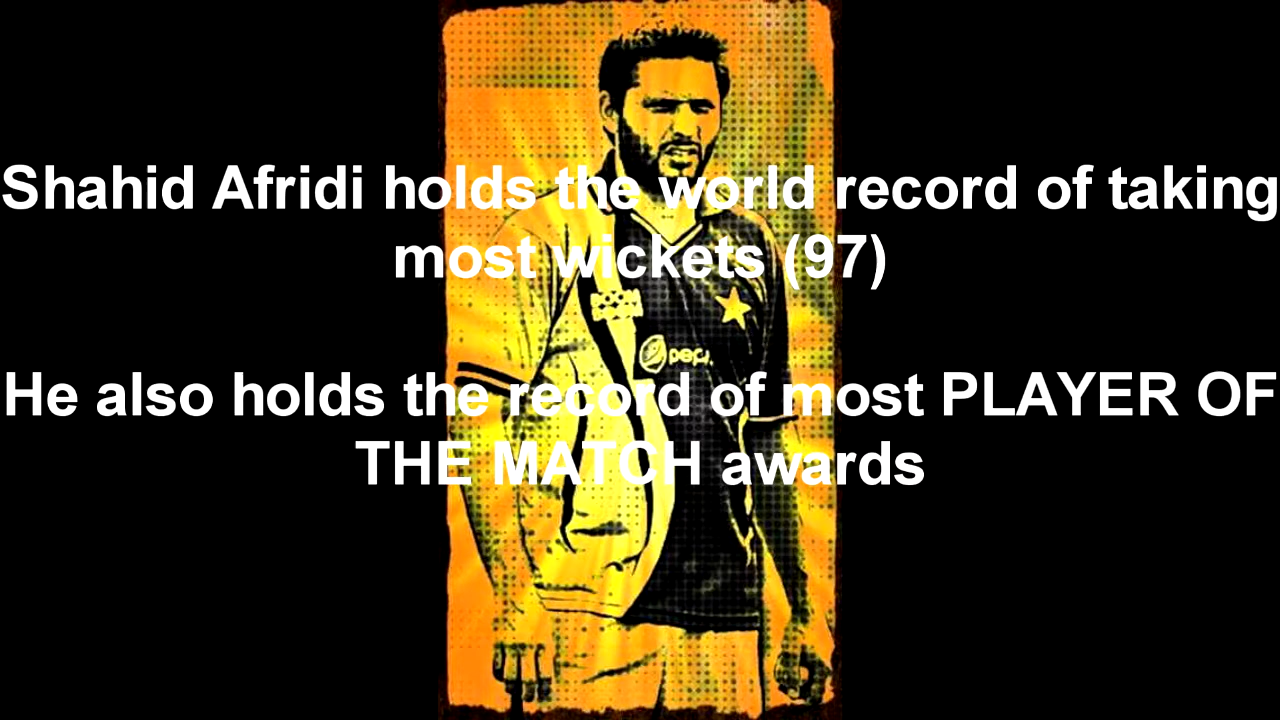 Shahid Afridi holds the world record of taking
most wickets (97)
pepsi
He also holds the record of most PLAYER OF
THE MATCH awards